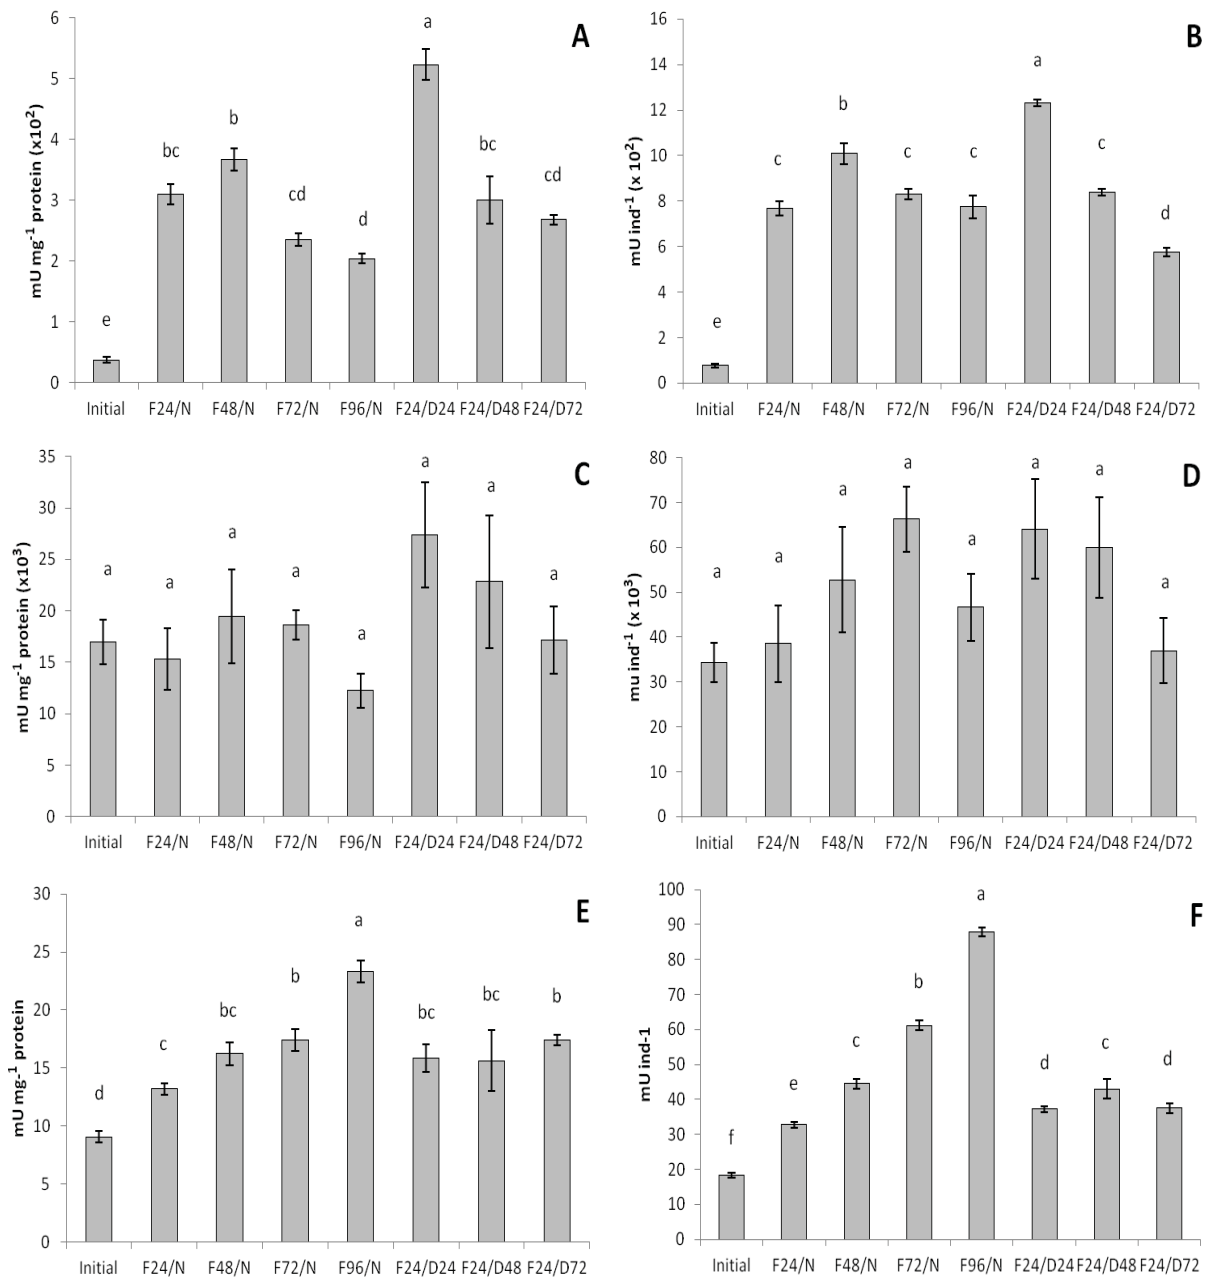 A
mU mg-1 protein (x102)
6
5
4
3
2
1
0
e
bc
b
cd
d
a
bc
cd
Initial F24/N F48/N F72/N F96/N F24/D24 F24/D48 F24/D72
B
mU ind-1 (x 102)
16
14
12
10
8
6
4
2
0
e
c
b
c
c
a
c
d
Initial F24/N F48/N F72/N F96/N F24/D24 F24/D48 F24/D72
C
mU mg-1 protein (x103)
35
30
25
20
15
10
5
0
a
a
a
a
a
a
a
a
Initial F24/N F48/N F72/N F96/N F24/D24 F24/D48 F24/D72
D
mu ind-1 (x 103)
80
70
60
50
40
30
20
10
0
a
a
a
a
a
a
a
a
Initial F24/N F48/N F72/N F96/N F24/D24 F24/D48 F24/D72
E
mU mg-1 protein
30
25
20
15
10
5
0
d
c
bc
b
a
bc
bc
b
Initial F24/N F48/N F72/N F96/N F24/D24 F24/D48 F24/D72
F
mU ind-1
100
90
80
70
60
50
40
30
20
10
0
f
e
c
b
a
d
c
d
Initial F24/N F48/N F72/N F96/N F24/D24 F24/D48 F24/D72